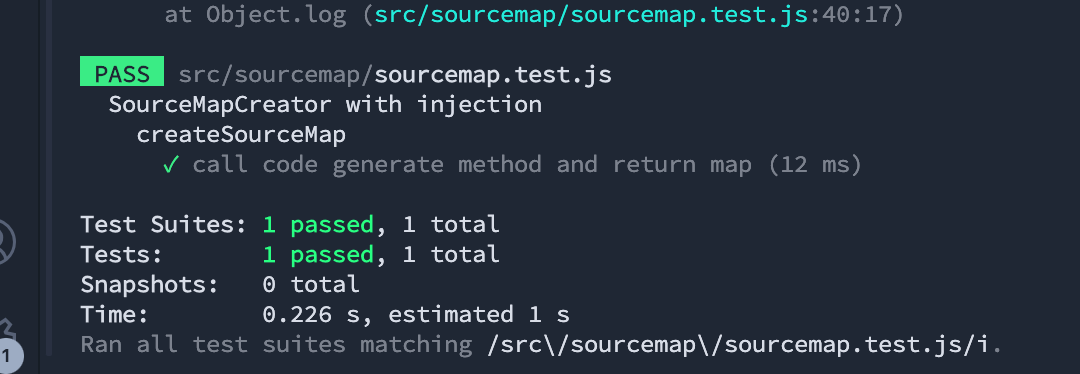 at Object.log (src/sourcemap/sourcemap.test.js:40:17)
PASS src/sourcemap/sourcemap.test.js
SourceMapCreator with injection
createSourceMap
✓ call code generate method and return map (12 ms)
Test Suites: 1 passed, 1 total
Tests: 1 passed, 1 total
Snapshots: 0 total
Time: 0.226 s, estimated 1 s
Ran all test suites matching /src\/sourcemap\/sourcemap.test.js/i.
1